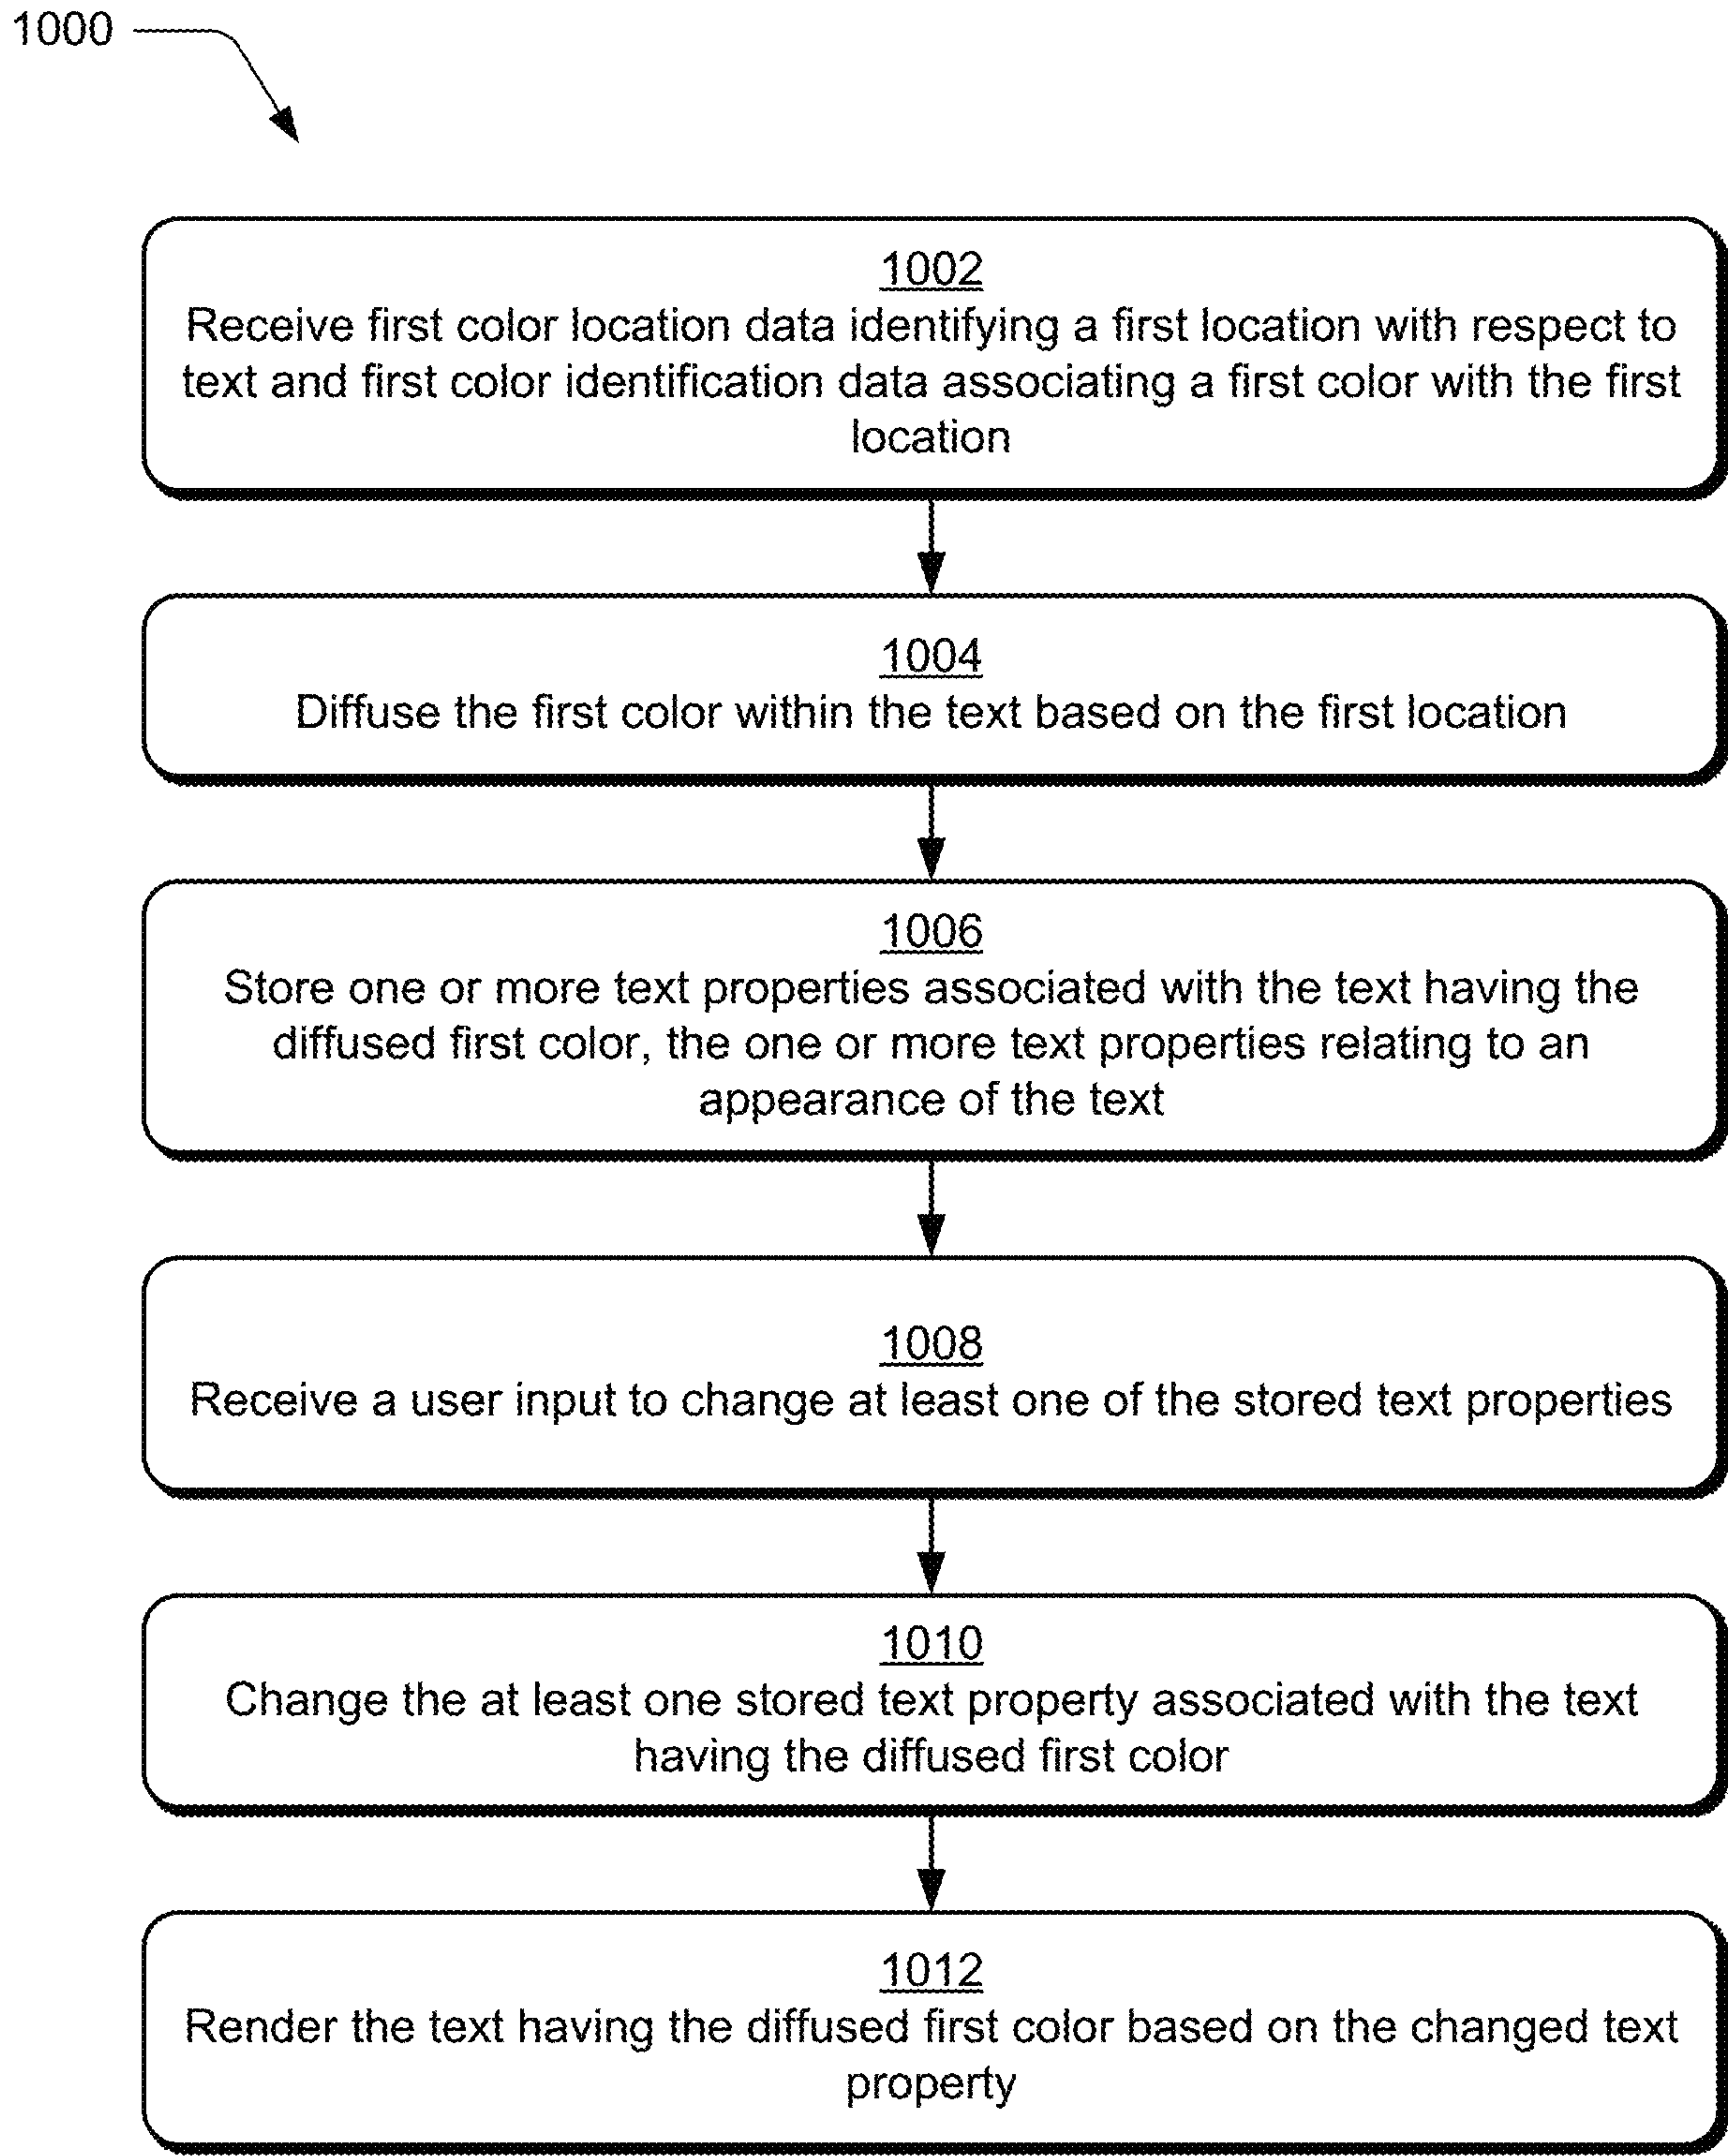 1000
1002
Receive first color location data identifying a first location with respect to
text and first color identification data associating a first color with the first
location
1004
Diffuse the first color within the text based on the first location
1006
Store one or more text properties associated with the text having the
diffused first color, the one or more text properties relating to an
appearance of the text
1008
Receive a user input to change at least one of the stored text properties
1010
Change the at least one stored text property associated with the text
having the diffused first color
1012
Render the text having the diffused first color based on the changed text
property